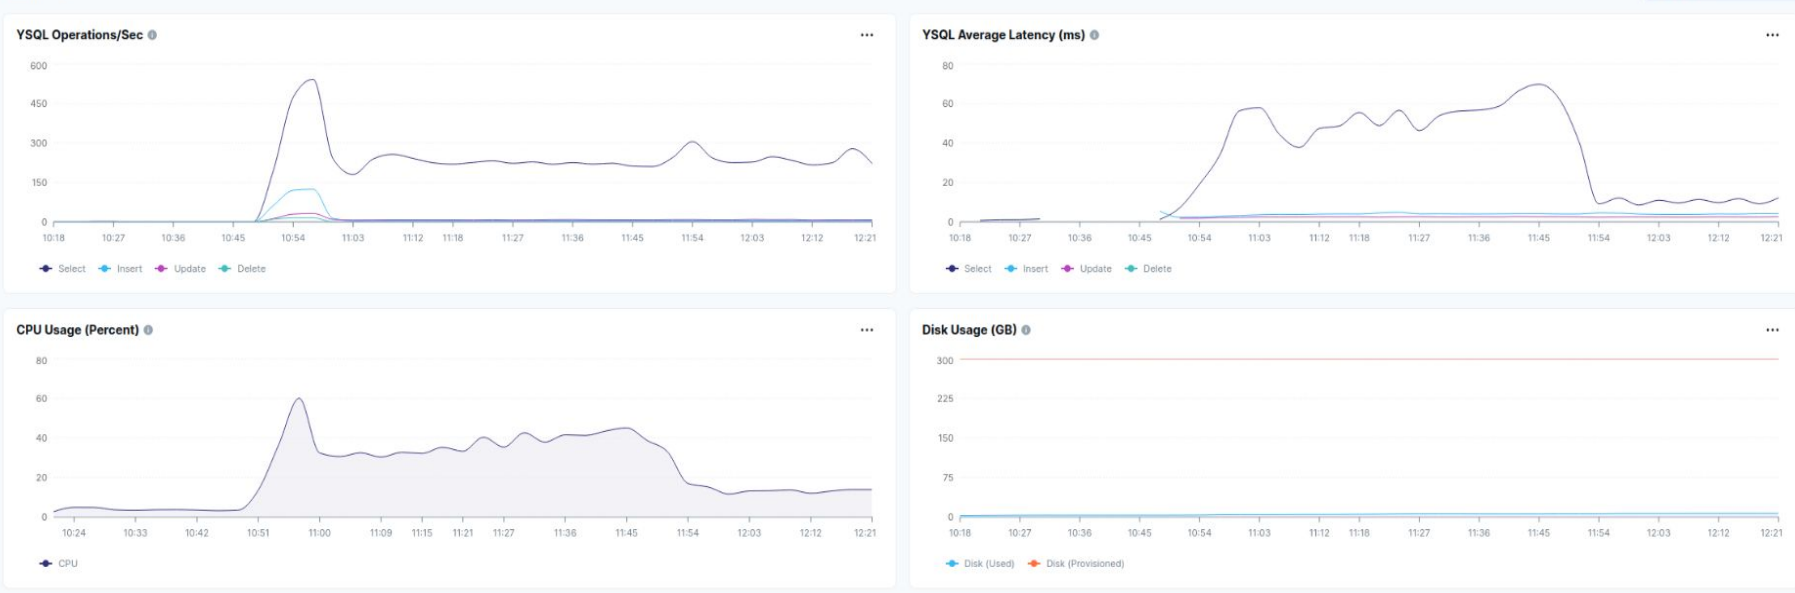 YSQL Operations/Sec
600
450
300
150
0
10:18 10:27 10:36 10:45 10:54 11:03 11:12 11:18 11:27 11:36 11:45 11:54 12:03 12:12 12:21
Select Insert Update Delete
YSQL Average Latency (ms)
80
60
40
20
0
10:18 10:27 10:36 10:45 10:54 11:03 11:12 11:18 11:27 11:36 11:45 11:54 12:03 12:12 12:21
Select Insert Update Delete
CPU Usage (Percent)
80
60
40
20
0
10:24 10:33 10:42 10:51 11:00 11:09 11:15 11:21 11:27 11:36 11:45 11:54 12:03 12:12 12:21
CPU
Disk Usage (GB)
300
225
150
75
0
10:18 10:27 10:36 10:45 10:54 11:03 11:12 11:18 11:27 11:36 11:45 11:54 12:03 12:12 12:21
Disk (Used) Disk (Provisioned)